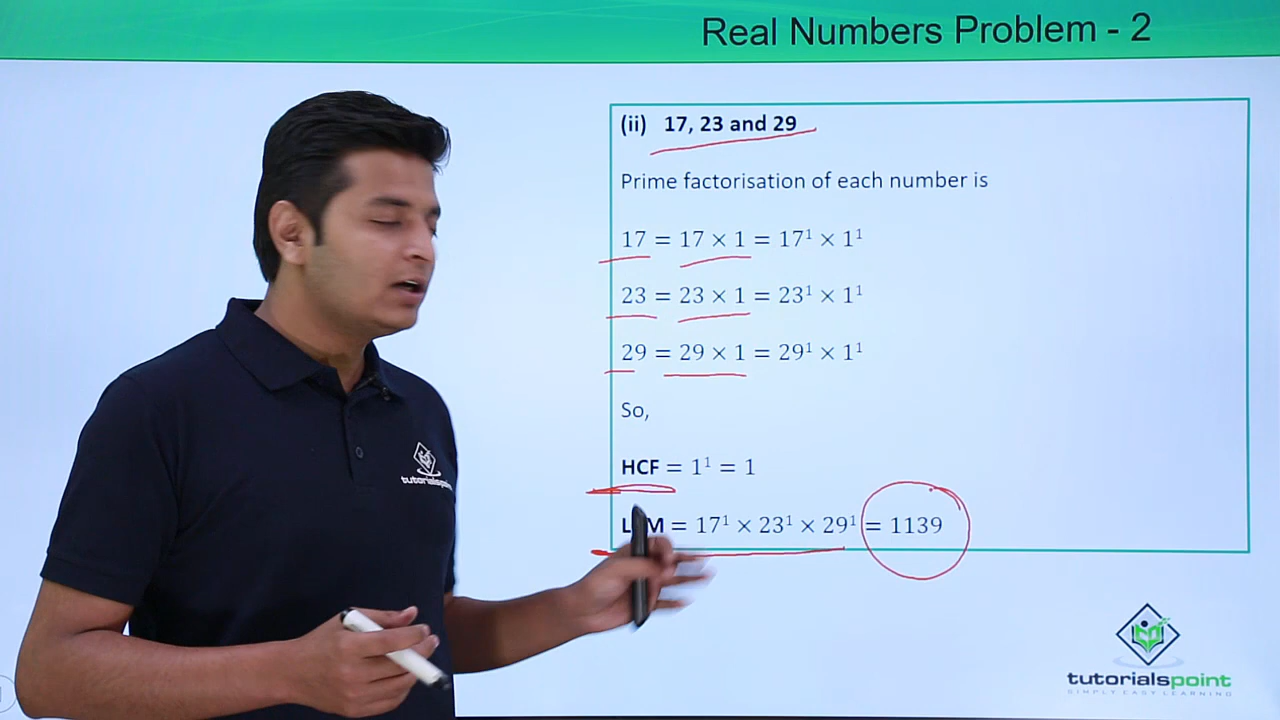 Real Numbers Problem - 2
(ii) 17, 23 and 29
Prime factorisation of each number is
17 = 17 × 1 = 17¹ × 1¹
23 = 23 × 1 = 23¹ × 1¹
29 = 29 × 1 = 29¹ × 1¹
So,
HCF = 1¹ = 1
= 17¹ × 23¹ × 29¹ = 1139
tutorialspoint
tutorialspoint
SIMPLY EASY LEARNING